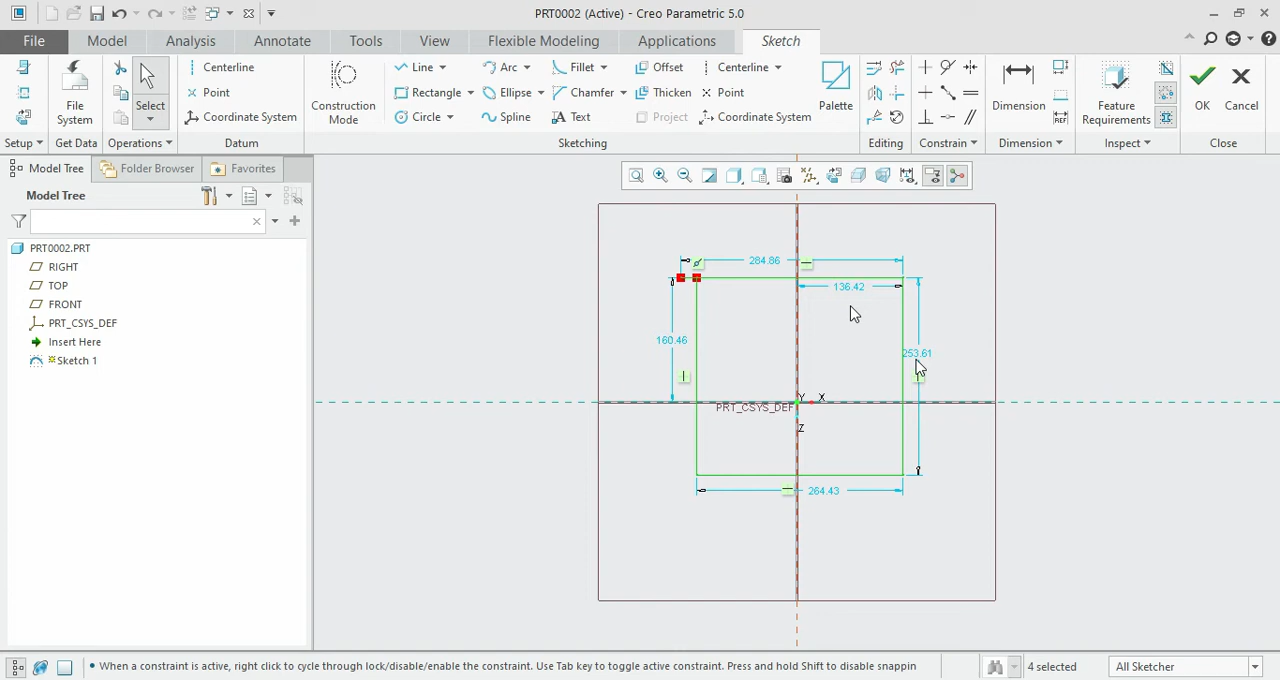 PRT0002 (Active) - Creo Parametric 5.0
File Model Analysis Annotate Tools View Flexible Modeling Applications Sketch
Setup
File System
Get Data
Select
Operations
Centerline
Point
Coordinate System
Datum
Construction Mode
Line
Rectangle
Circle
Arc
Ellipse
Spline
Fillet
Chamfer
Text
Offset
Thicken
Project
Centerline
Point
Coordinate System
Palette
Sketching
Editing
Constrain
Dimension
REF
Dimension
Feature Requirements
Inspect
OK
Cancel
Close
Model Tree Folder Browser Favorites
Model Tree
PRT0002.PRT
RIGHT
TOP
FRONT
PRT_CSYS_DEF
Insert Here
Sketch 1
284.86
136.42
160.46
253.61
Y X
PRT_CSYS_DEF
Z
264.43
• When a constraint is active, right click to cycle through lock/disable/enable the constraint. Use Tab key to toggle active constraint. Press and hold Shift to disable snappin
4 selected
All Sketcher